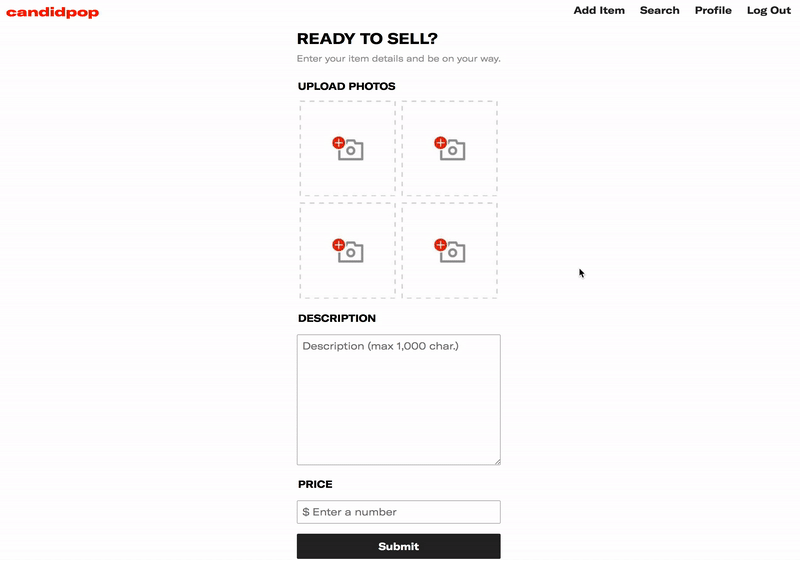 candidpop
Add Item Search Profile Log Out
READY TO SELL?
Enter your item details and be on your way.
UPLOAD PHOTOS
DESCRIPTION
Description (max 1,000 char.)
PRICE
$ Enter a number
Submit